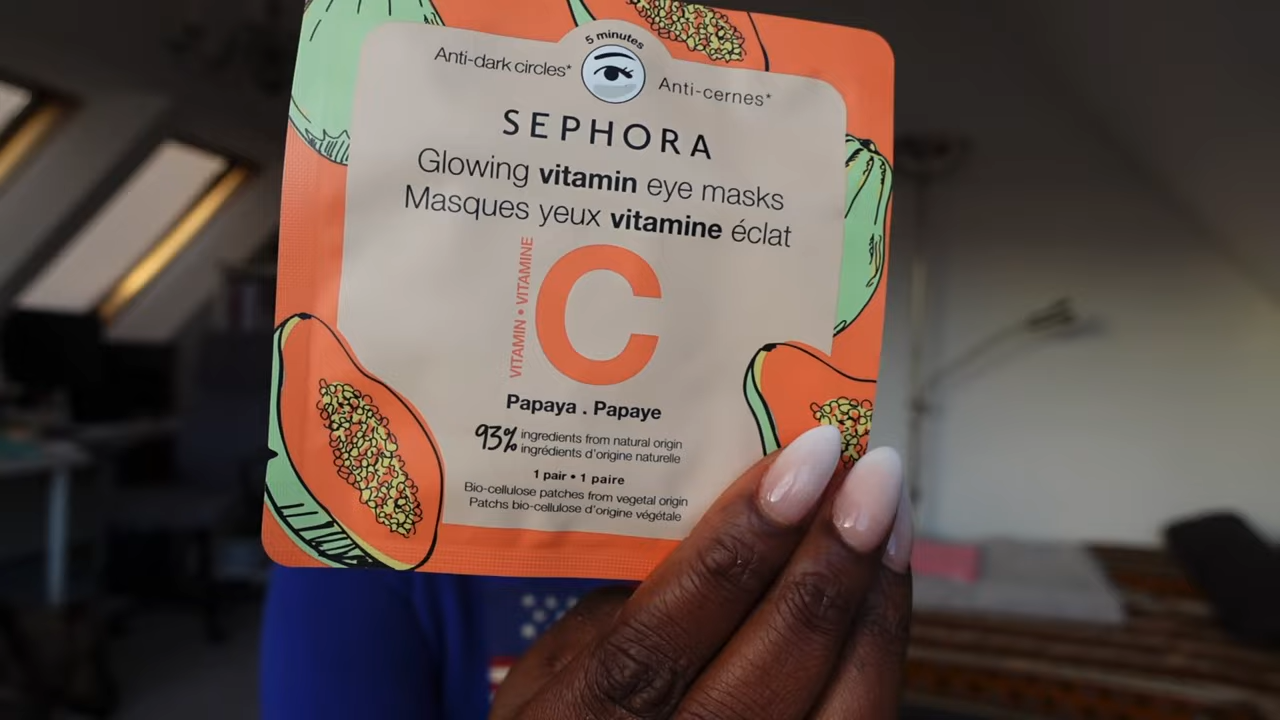 5 minutes
Anti-dark circles*
Anti-cernes*
SEPHORA
Glowing vitamin eye masks
Masques yeux vitamine éclat
VITAMIN • VITAMINE
C
Papaya . Papaye
93% ingredients from natural origin
ingrédients d'origine naturelle
1 pair • 1 paire
Bio-cellulose patches from vegetal origin
Patchs bio-cellulose d'origine végétale